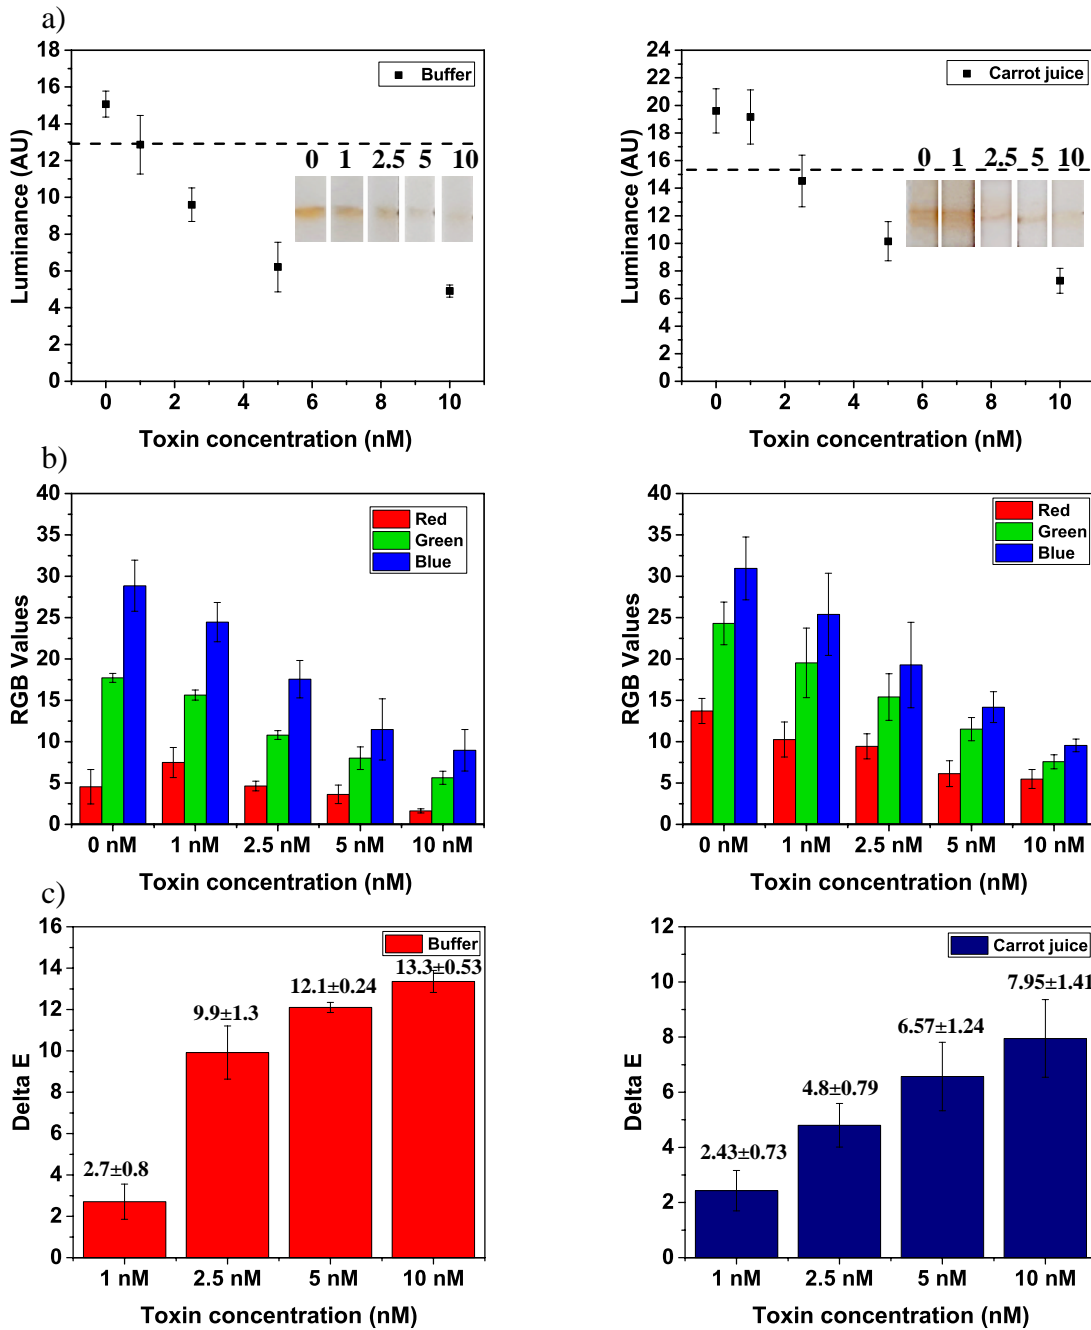 a)
18
16
14
12
10
8
6
4
2
0
Luminance (AU)
Buffer
0 1 2.5 5 10
0 2 4 6 8 10
Toxin concentration (nM)
24
22
20
18
16
14
12
10
8
6
4
2
0
Luminance (AU)
Carrot juice
0 1 2.5 5 10
0 2 4 6 8 10
Toxin concentration (nM)
b)
40
35
30
25
20
15
10
5
0
RGB Values
Red
Green
Blue
0 nM 1 nM 2.5 nM 5 nM 10 nM
Toxin concentration (nM)
40
35
30
25
20
15
10
5
0
RGB Values
Red
Green
Blue
0 nM 1 nM 2.5 nM 5 nM 10 nM
Toxin concentration (nM)
c)
16
14
12
10
8
6
4
2
0
Delta E
Buffer
2.7±0.8
9.9±1.3
12.1±0.24
13.3±0.53
1 nM 2.5 nM 5 nM 10 nM
Toxin concentration (nM)
12
10
8
6
4
2
0
Delta E
Carrot juice
2.43±0.73
4.8±0.79
6.57±1.24
7.95±1.41
1 nM 2.5 nM 5 nM 10 nM
Toxin concentration (nM)